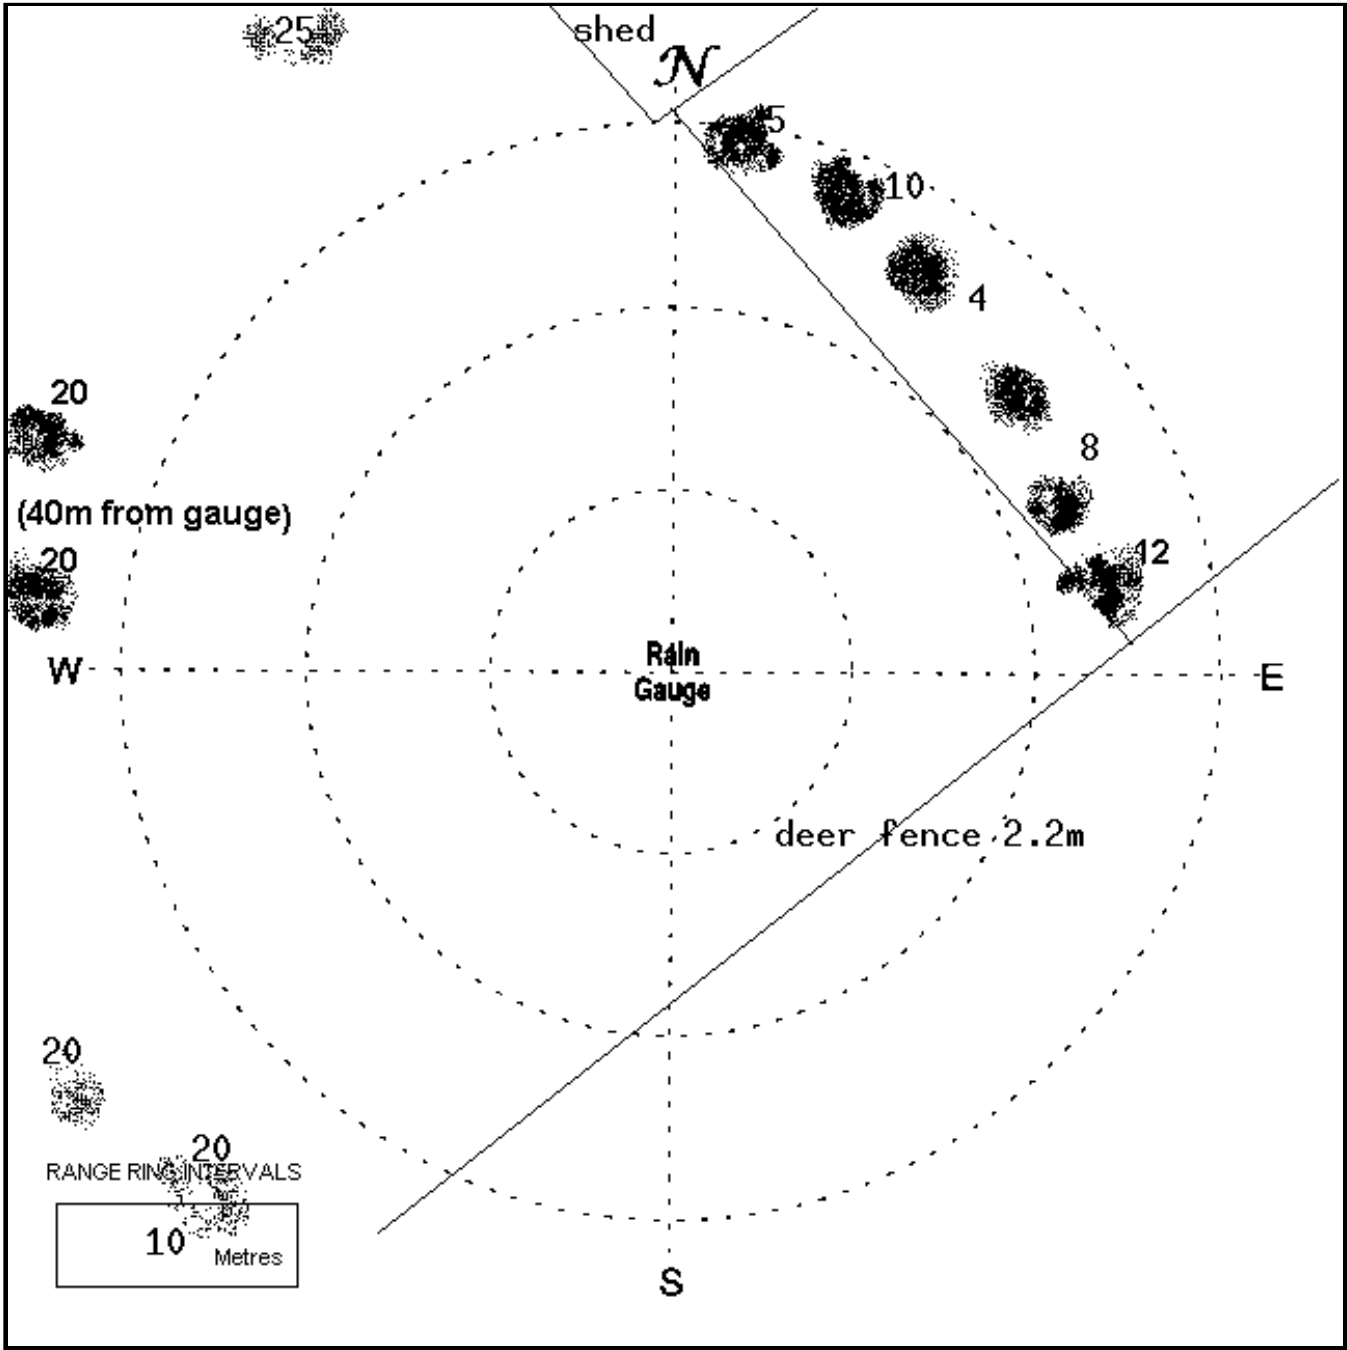 25
shed
N
5
10
4
20
8
(40m from gauge)
12
20
Rain
Gauge
W
E
deer fence 2.2m
20
20
RANGE RING INTERVALS
10
Metres
S